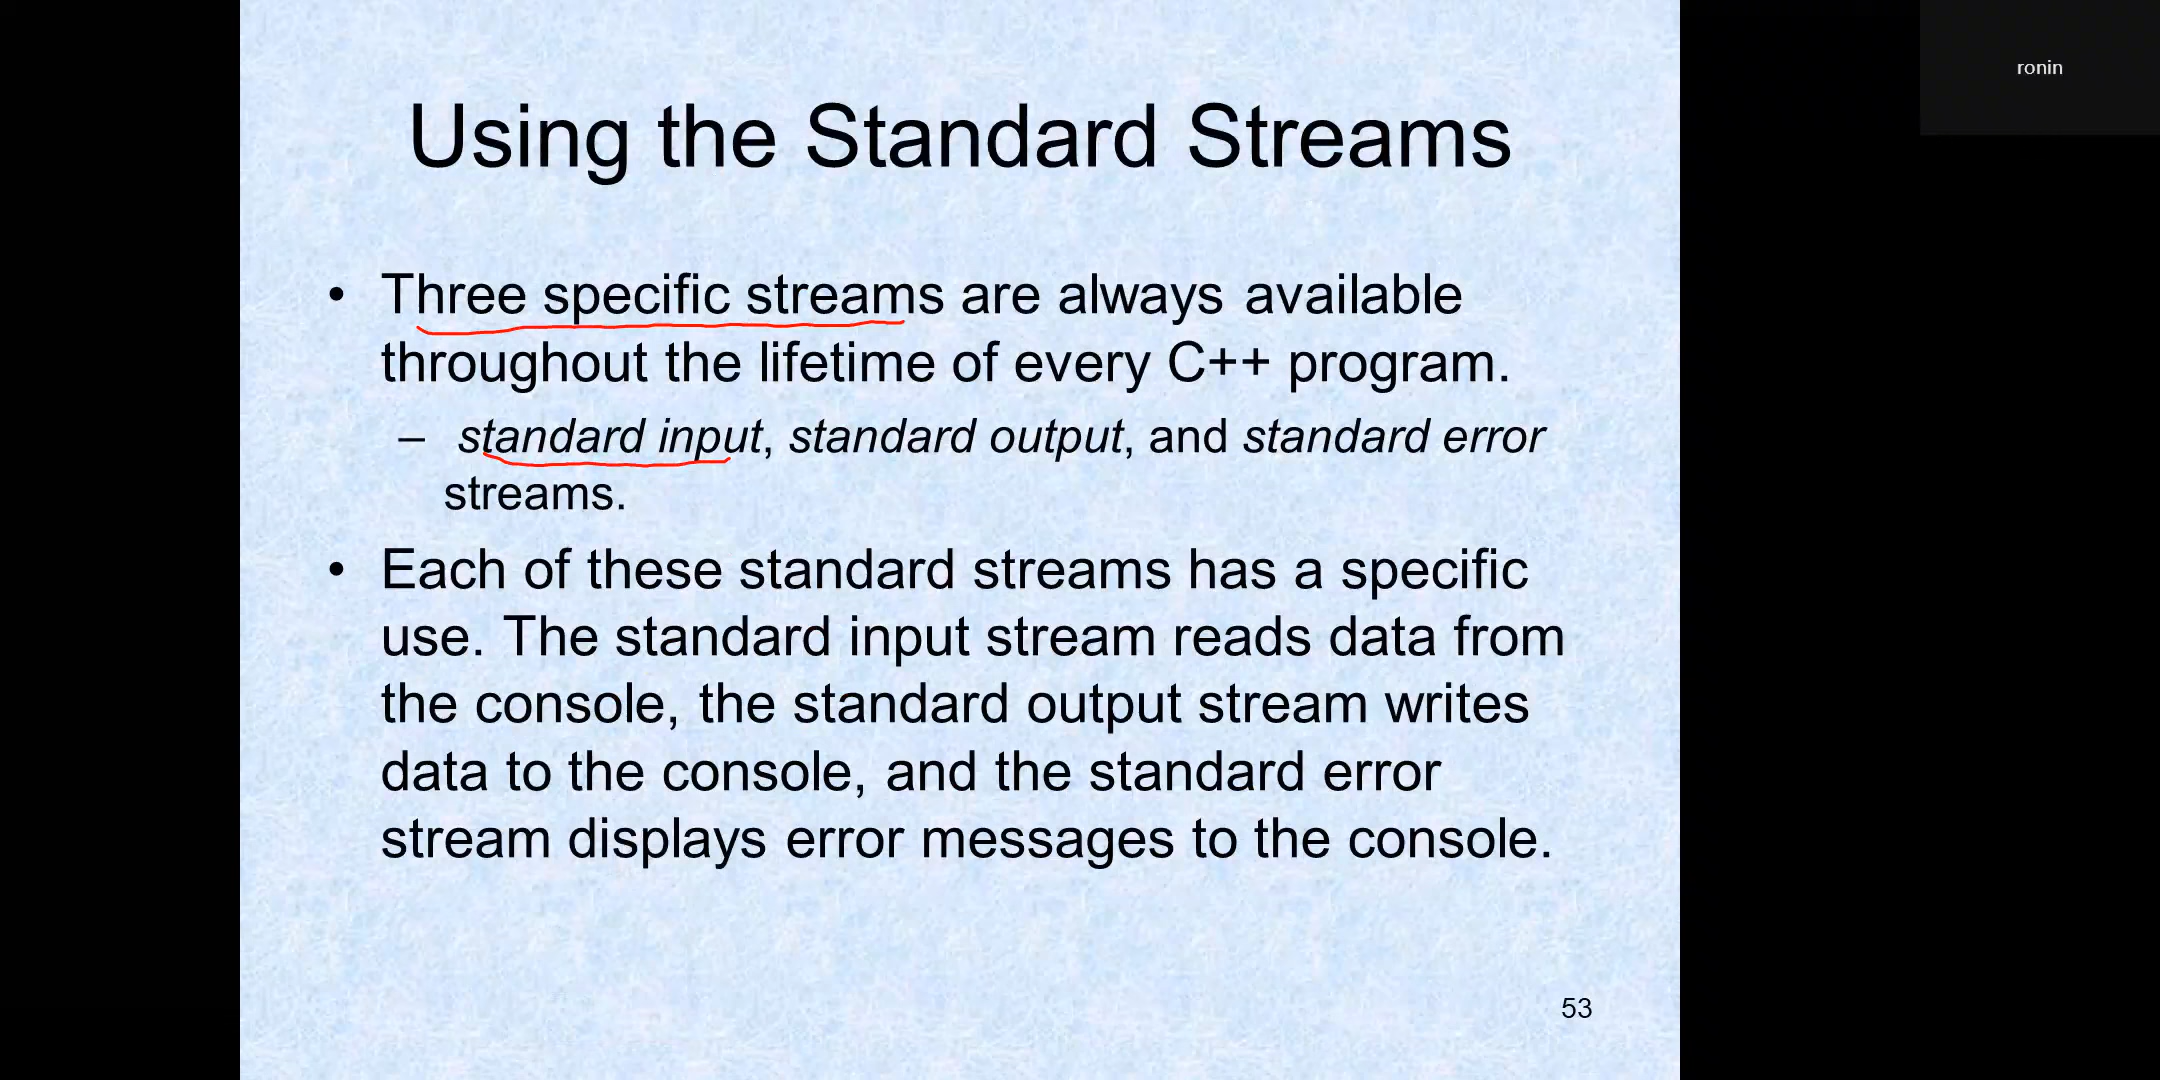 ronin
Using the Standard Streams
• Three specific streams are always available
throughout the lifetime of every C++ program.
– standard input, standard output, and standard error
streams.
• Each of these standard streams has a specific
use. The standard input stream reads data from
the console, the standard output stream writes
data to the console, and the standard error
stream displays error messages to the console.
53